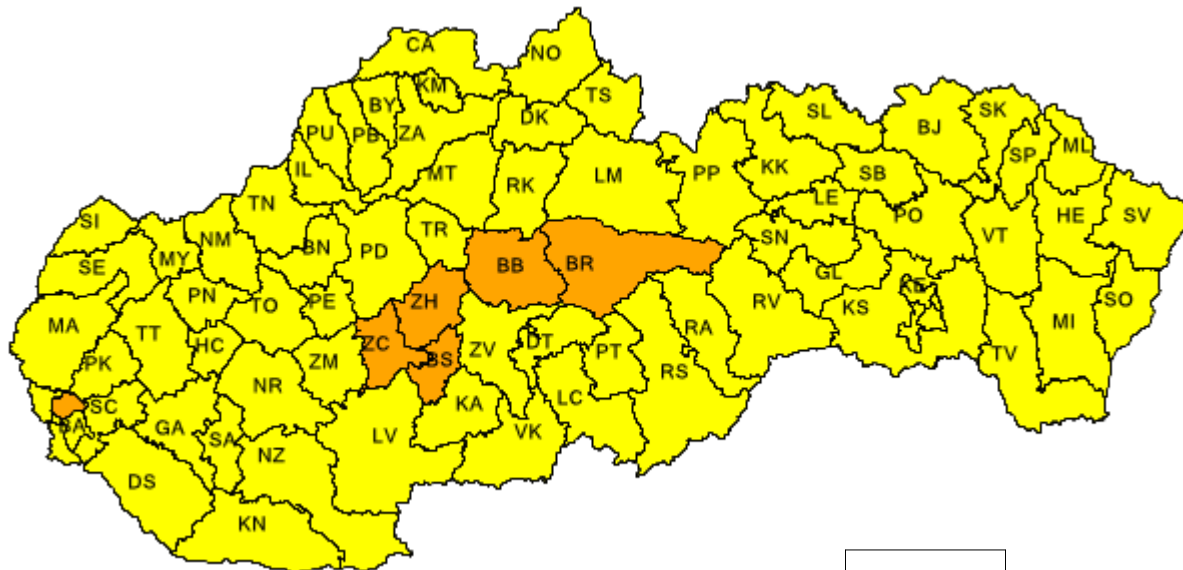 CA
NO
KM
TS
BY
PU
PB
ZA
DK
SL
BJ
SK
ML
SP
IL
MT
RK
LM
PP
KK
SB
TN
LE
PO
HE
SV
SI
NM
BN
PD
TR
SN
VT
SE
MY
BB
BR
GL
KE
PN
TO
PE
ZH
RV
KS
SO
MA
TT
HC
ZM
ZC
BS
ZV
DT
PT
RA
RS
TV
MI
PK
NR
SC
BA
GA
SA
NZ
LV
KA
VK
LC
DS
KN